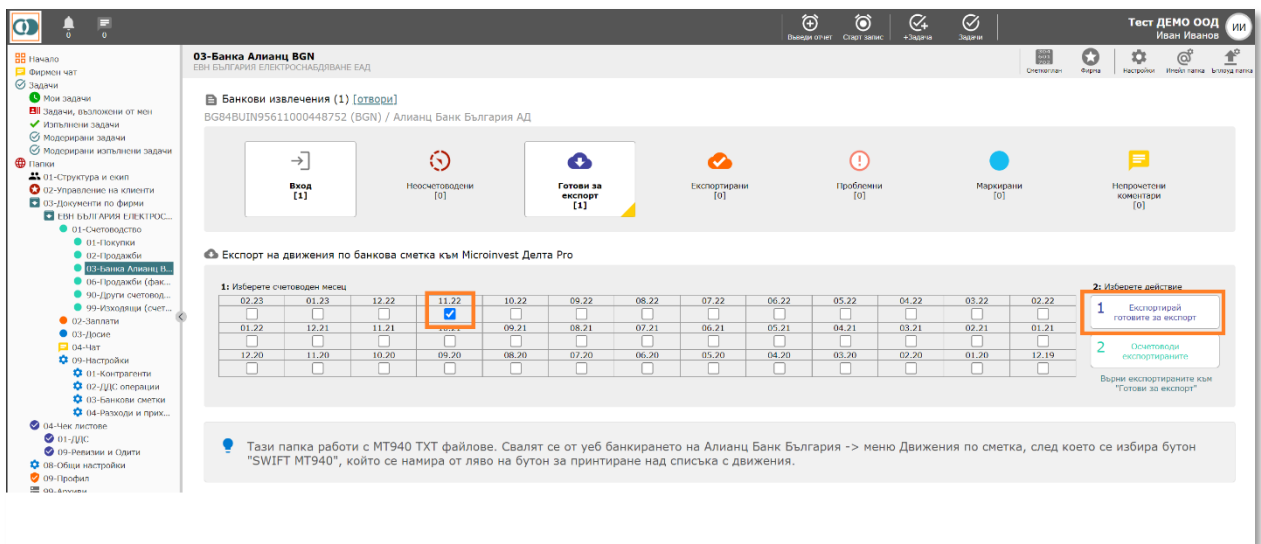 0
0
Въведи отчет
Старт запис
+Задача
Задачи
Тест ДЕМО ООД
Иван Иванов
ИИ
Начало
Фирмен чат
Задачи
Мои задачи
Задачи, възложени от мен
Изпълнени задачи
Модерирани задачи
Модерирани изпълнени задачи
Папки
01-Структура и екип
02-Управление на клиенти
03-Документи по фирми
ЕВН БЪЛГАРИЯ ЕЛЕКТРОС...
01-Счетоводство
01-Покупки
02-Продажби
03-Банка Алианц B...
06-Продажби (фак...
90-Други счетовод...
99-Изходящи (счет...
02-Заплати
03-Досие
04-Чат
09-Настройки
01-Контрагенти
02-ДДС операции
03-Банкови сметки
04-Разходи и прих...
04-Чек листове
01-ДДС
09-Ревизии и Одити
08-Общи настройки
09-Профил
99-Архиви
03-Банка Алианц BGN
ЕВН БЪЛГАРИЯ ЕЛЕКТРОСНАБДЯВАНЕ ЕАД
Сметкоплан
Фирма
Настройки
Имейл папка
Ъплоуд папка
Банкови извлечения (1) [отвори]
BG84BUIN95611000448752 (BGN) / Алианц Банк България АД
Вход
[1]
Неосчетоводени
[0]
Готови за
експорт
[1]
Експортирани
[0]
Проблемни
[0]
Маркирани
[0]
Непрочетени
коментари
[0]
Експорт на движения по банкова сметка към Microinvest Делта Pro
1: Изберете счетоводен месец
02.23 01.23 12.22 11.22 10.22 09.22 08.22 07.22 06.22 05.22 04.22 03.22 02.22
01.22 12.21 11.21 10.21 09.21 08.21 07.21 06.21 05.21 04.21 03.21 02.21 01.21
12.20 11.20 10.20 09.20 08.20 07.20 06.20 05.20 04.20 03.20 02.20 01.20 12.19
2: Изберете действие
1 Експортирай
готовите за експорт
2 Осчетоводи
експортираните
Върни експортираните към
"Готови за експорт"
Тази папка работи с MT940 TXT файлове. Свалят се от уеб банкирането на Алианц Банк България -> меню Движения по сметка, след което се избира бутон
"SWIFT MT940", който се намира от ляво на бутон за принтиране над списъка с движения.